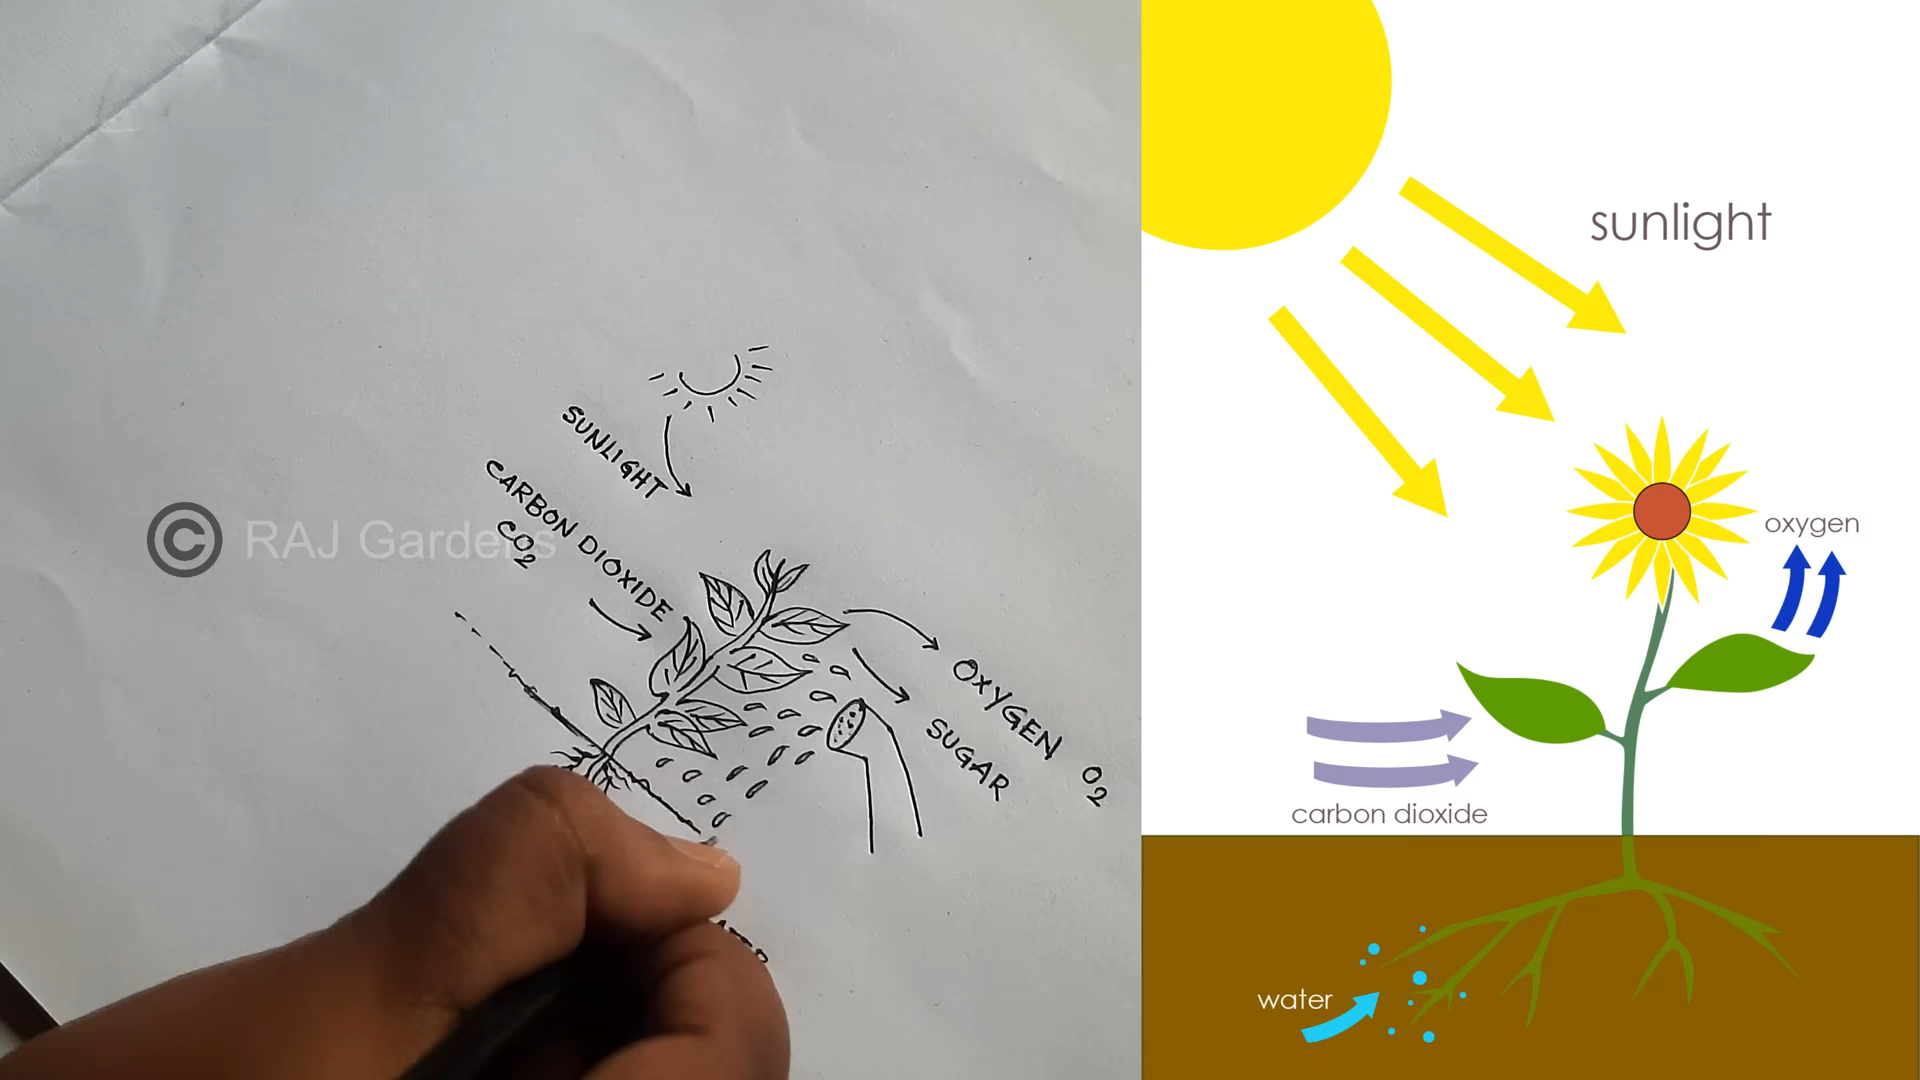 SUNLIGHT
CARBON DIOXIDE
CO2
OXYGEN O2
SUGAR
© RAJ Gardens
sunlight
oxygen
carbon dioxide
water